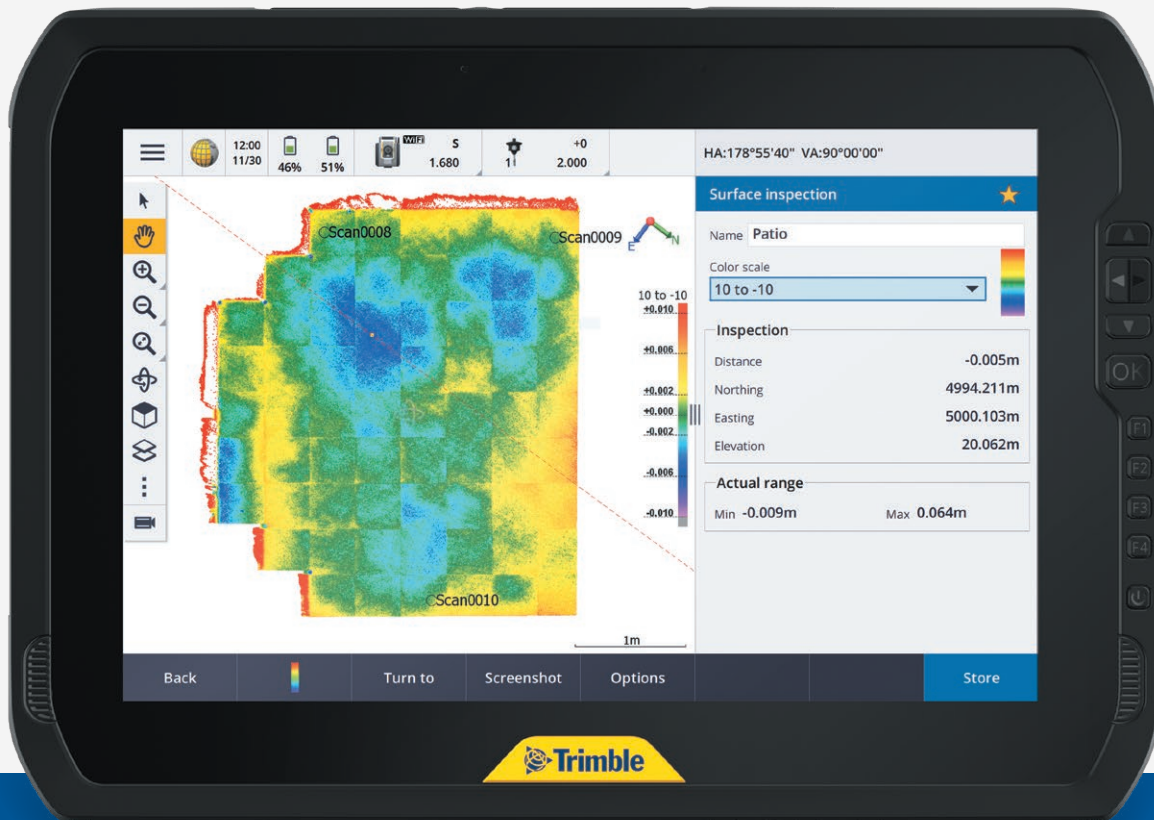 12:00
11/30
46%
51%
WiFi
S
1.680
1
+0
2.000
HA:178°55'40" VA:90°00'00"
Surface inspection
Name Patio
Color scale
10 to -10
Inspection
Distance -0.005m
Northing 4994.211m
Easting 5000.103m
Elevation 20.062m
Actual range
Min -0.009m Max 0.064m
Scan0008
Scan0009
E
N
10 to -10
+0.010
+0.006
+0.002
+0.000
-0.002
-0.006
-0.010
Scan0010
1m
Back
Turn to
Screenshot
Options
Store
OK
F1
F2
F3
F4
Trimble